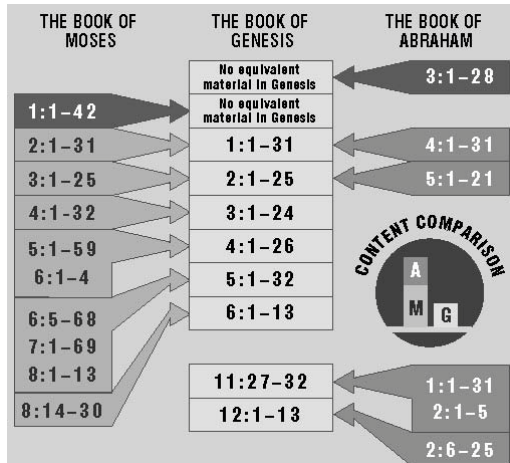 THE BOOK OF
MOSES
THE BOOK OF
GENESIS
THE BOOK OF
ABRAHAM
No equivalent
material in Genesis
3:1–28
No equivalent
material in Genesis
1:1–42
2:1–31
1:1–31
4:1–31
3:1–25
2:1–25
5:1–21
4:1–32
3:1–24
5:1–59
6:1–4
4:1–26
5:1–32
6:5–68
7:1–69
8:1–13
6:1–13
8:14–30
CONTENT COMPARISON
A
M
G
11:27–32
12:1–13
1:1–31
2:1–5
2:6–25